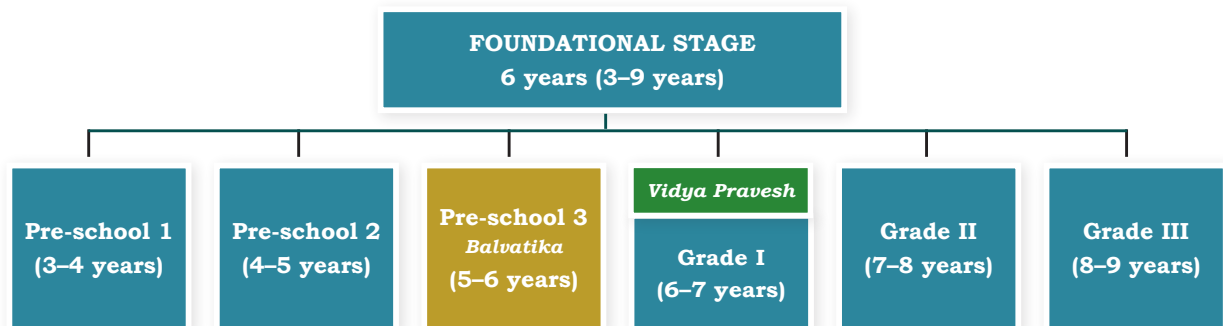 FOUNDATIONAL STAGE
6 years (3–9 years)
Pre-school 1
(3–4 years)
Pre-school 2
(4–5 years)
Pre-school 3
Balvatika
(5–6 years)
Vidya Pravesh
Grade I
(6–7 years)
Grade II
(7–8 years)
Grade III
(8–9 years)